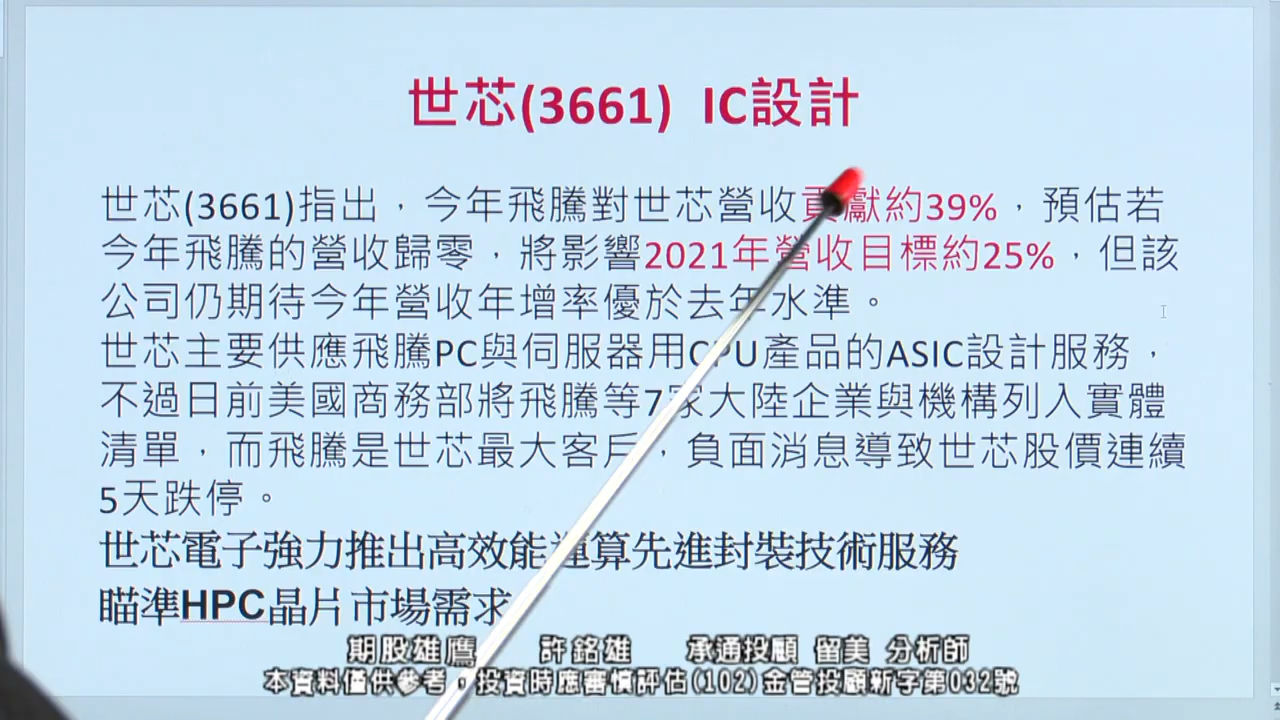 世芯(3661) IC設計
世芯(3661)指出，今年飛騰對世芯營收貢獻約39%，預估若
今年飛騰的營收歸零，將影響2021年營收目標約25%，但該
公司仍期待今年營收年增率優於去年水準。
世芯主要供應飛騰PC與伺服器用CPU產品的ASIC設計服務，
不過日前美國商務部將飛騰等7家大陸企業與機構列入實體
清單，而飛騰是世芯最大客戶，負面消息導致世芯股價連續
5天跌停。
世芯電子強力推出高效能運算先進封裝技術服務
瞄準HPC晶片市場需求
期股雄鷹 許銘雄 承通投顧 留美 分析師
本資料僅供參考，投資時應審慎評估(102)金管投顧新字第032號